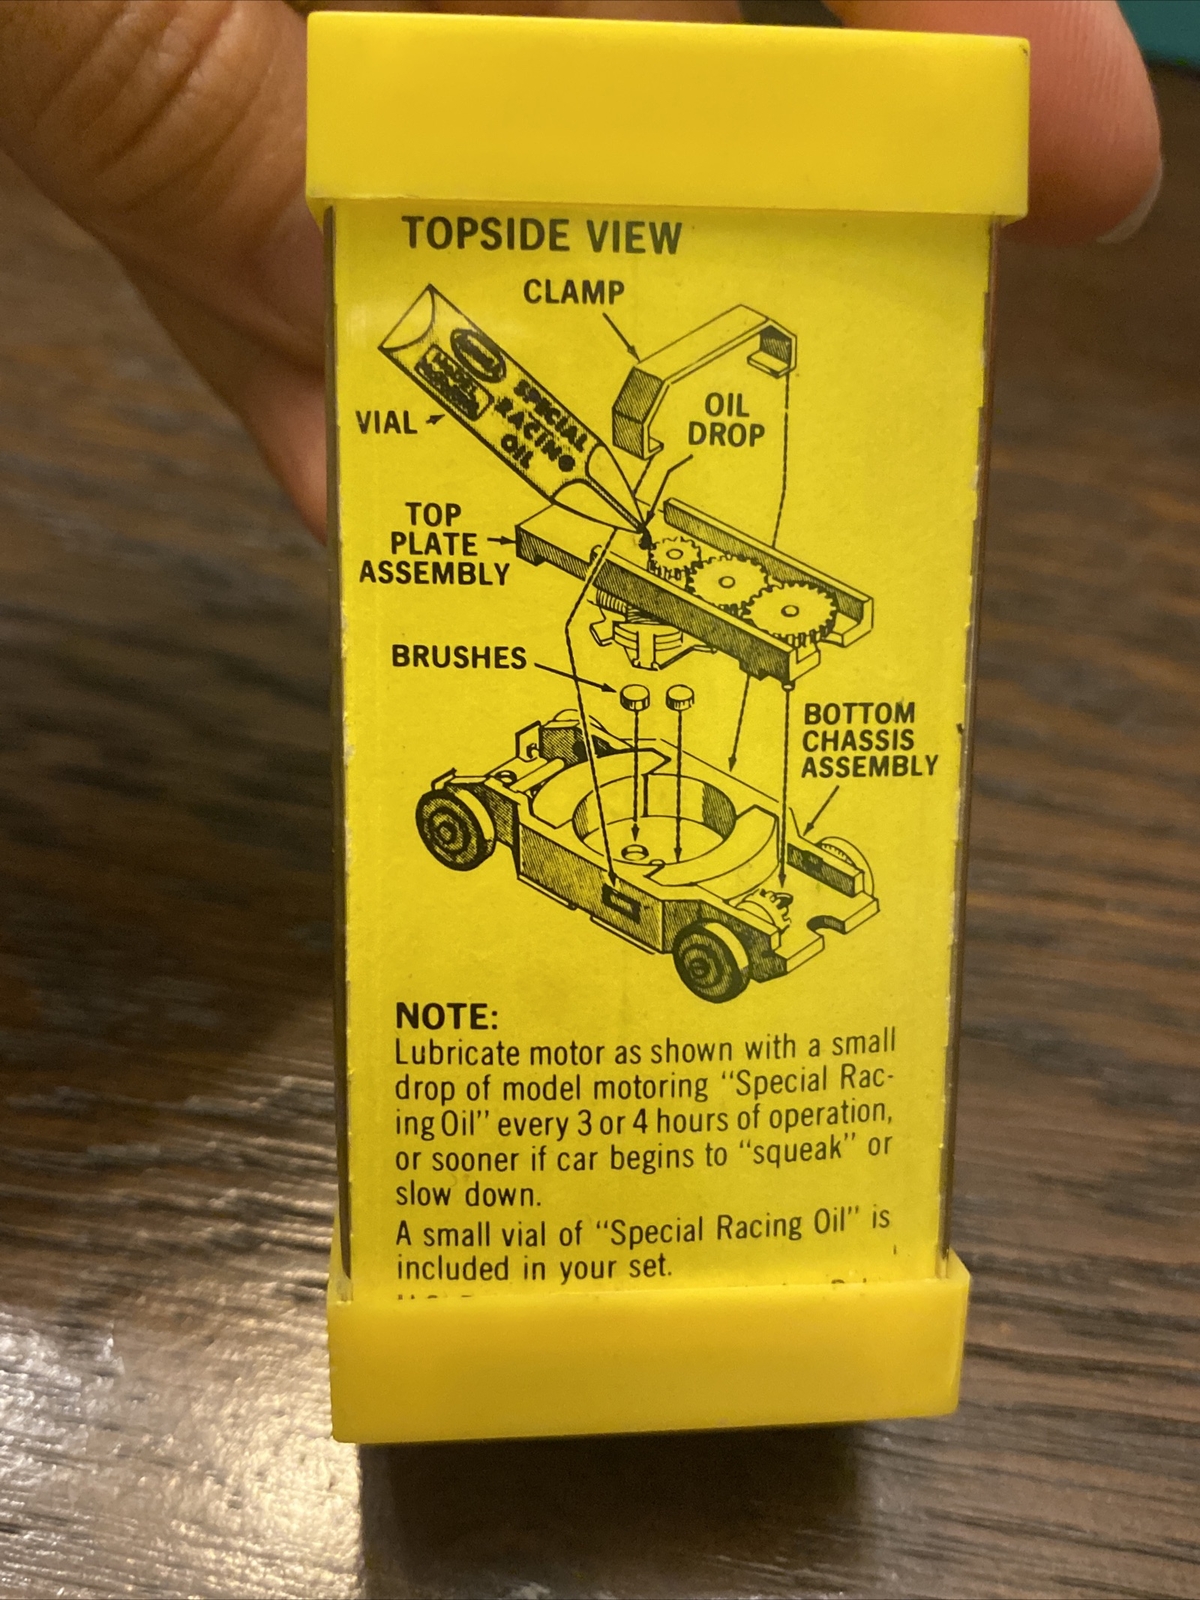 TOPSIDE VIEW
CLAMP
SPECIAL
RACING
OIL
VIAL
OIL
DROP
TOP
PLATE
ASSEMBLY
BRUSHES
BOTTOM
CHASSIS
ASSEMBLY
NOTE:
Lubricate motor as shown with a small
drop of model motoring "Special Rac-
ing Oil" every 3 or 4 hours of operation,
or sooner if car begins to "squeak" or
slow down.
A small vial of "Special Racing Oil" is
included in your set.